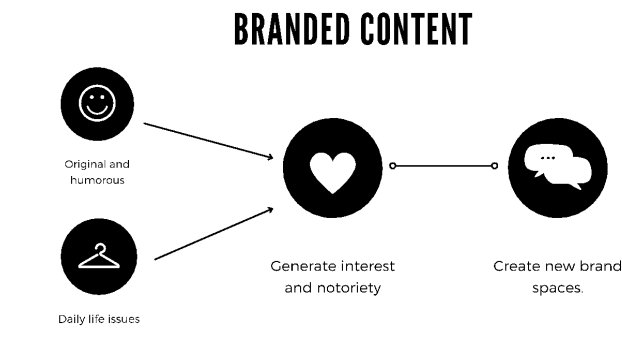 BRANDED CONTENT
Original and
humorous
Daily life issues
Generate interest
and notoriety
Create new brand
spaces.